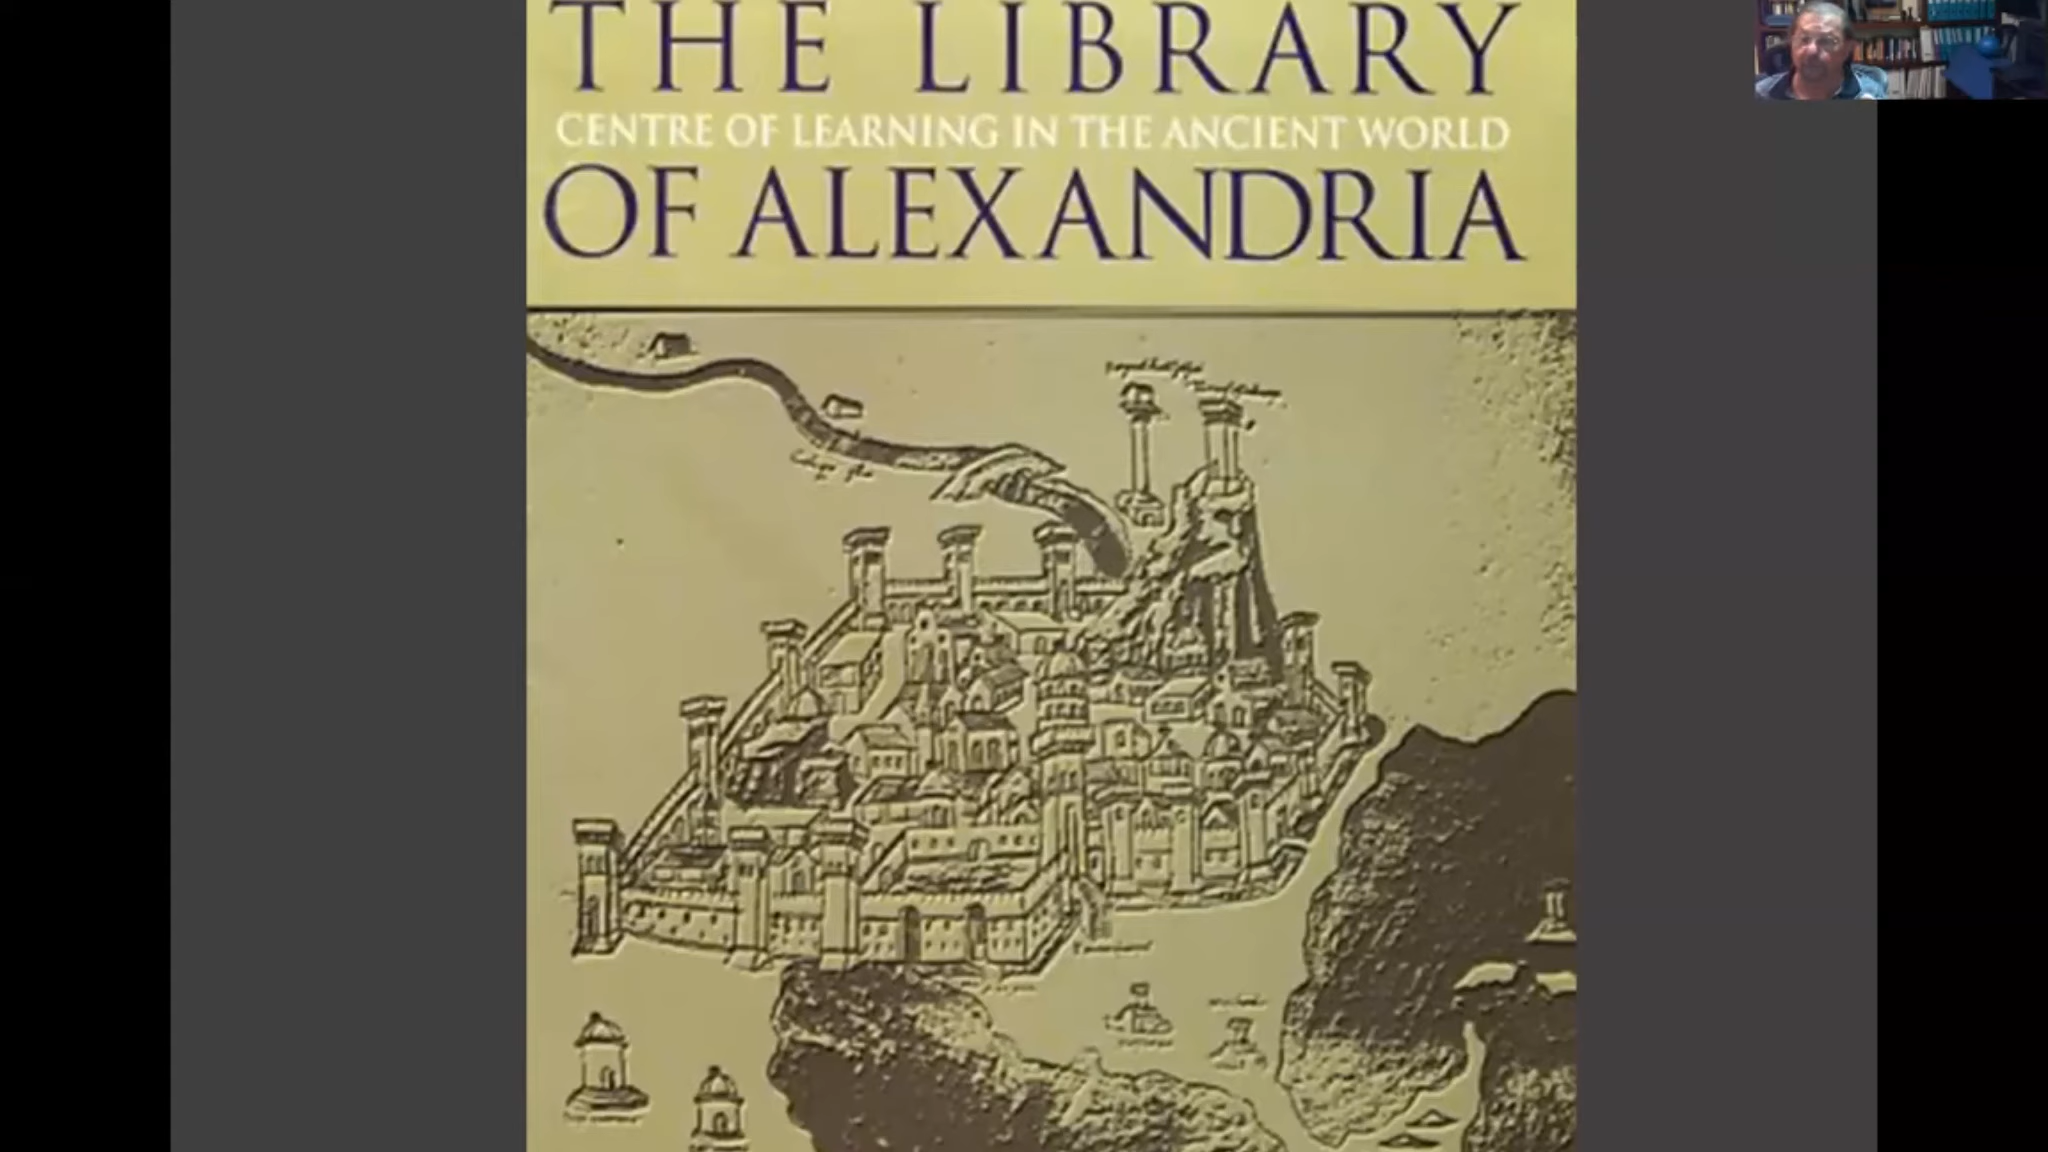 THE LIBRARY
CENTRE OF LEARNING IN THE ANCIENT WORLD
OF ALEXANDRIA